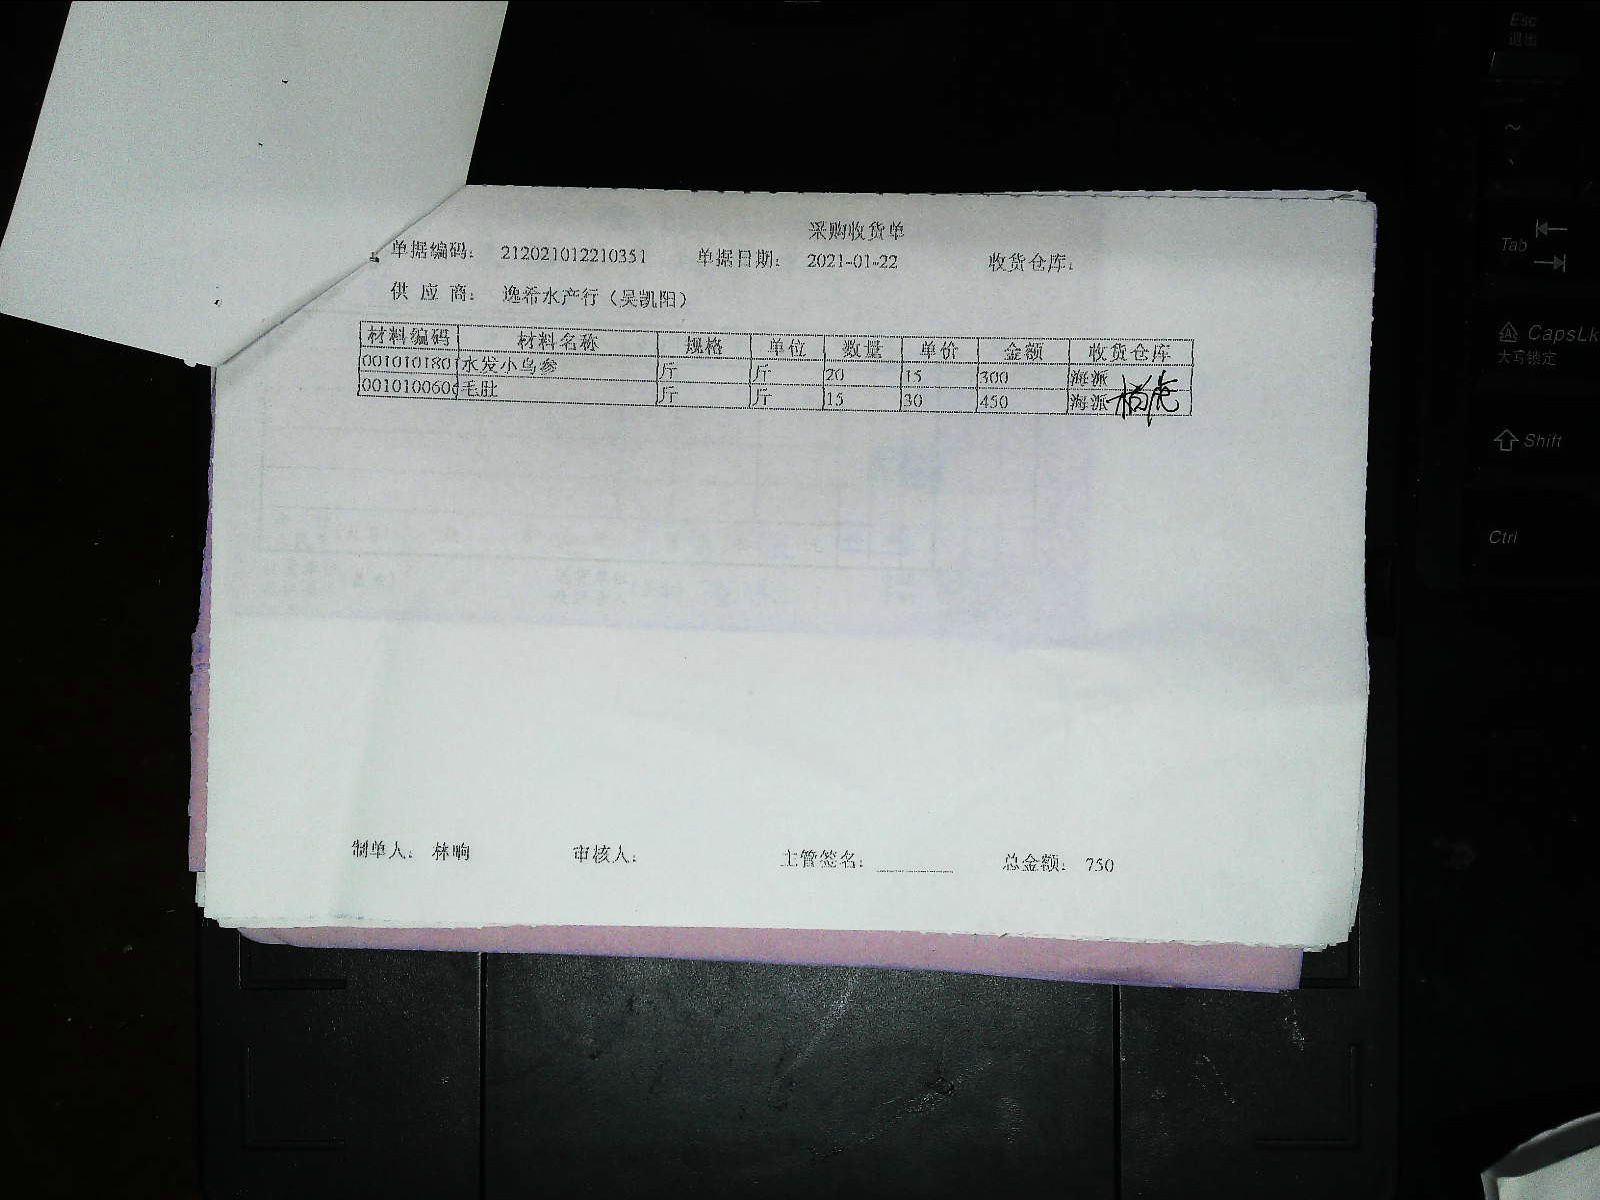 采购收货单
单据编码： 212021012210351 单据日期： 2021-01-22 收货仓库：
供 应 商： 逸希水产行（吴凯阳）
材料编码 材料名称 规格 单位 数量 单价 金额 收货仓库
001010180 水发小乌参 斤 斤 20 15 300 海派
001010060 毛肚 斤 斤 15 30 450 海派
制单人： 林响 审核人： 主管签名： 总金额： 750
Esc
退出
~
Tab
CapsLk
大写锁定
Shift
Ctrl